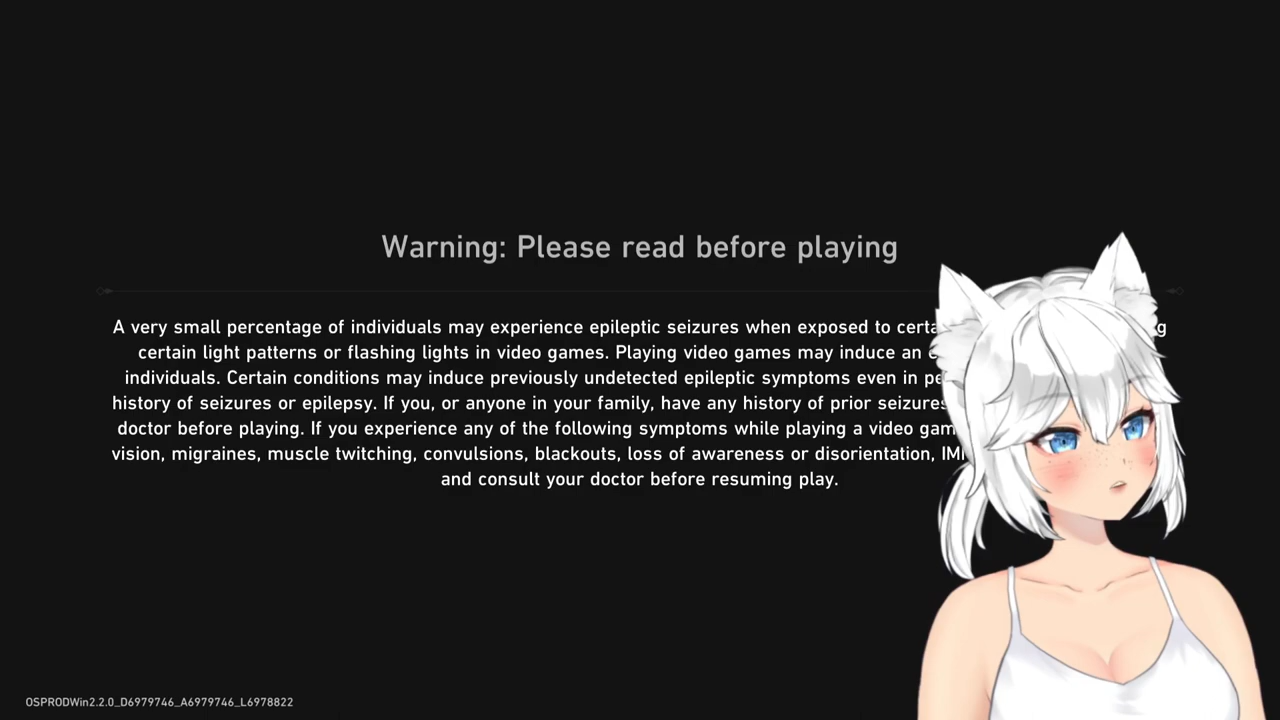 Warning: Please read before playing
A very small percentage of individuals may experience epileptic seizures when exposed to
certain light patterns or flashing lights in video games. Playing video games may induce an
individuals. Certain conditions may induce previously undetected epileptic symptoms even in
history of seizures or epilepsy. If you, or anyone in your family, have any history of prior seizures
doctor before playing. If you experience any of the following symptoms while playing a video
vision, migraines, muscle twitching, convulsions, blackouts, loss of awareness or disorientation,
and consult your doctor before resuming play.
OSPRODWin2.2.0_D6979746_A6979746_L6978822